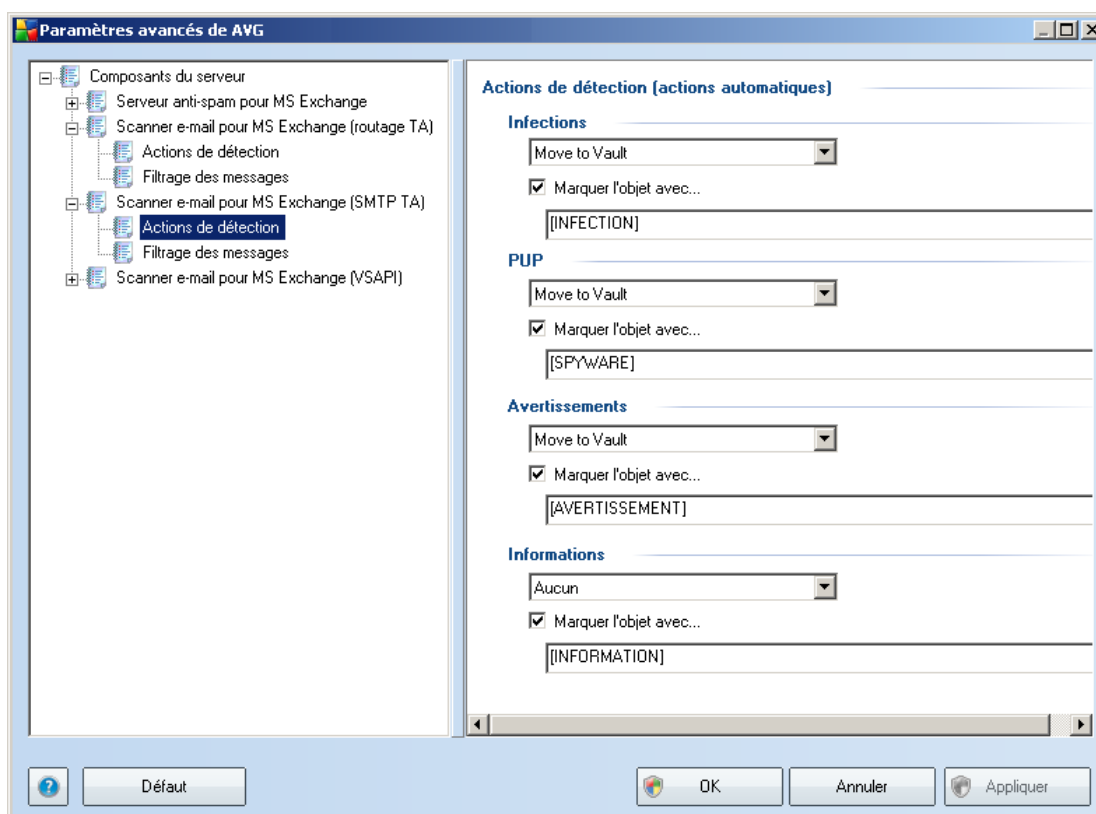 Paramètres avancés de AVG
Composants du serveur
Serveur anti-spam pour MS Exchange
Scanner e-mail pour MS Exchange (routage TA)
Actions de détection
Filtrage des messages
Scanner e-mail pour MS Exchange (SMTP TA)
Actions de détection
Filtrage des messages
Scanner e-mail pour MS Exchange (VSAPI)
Actions de détection (actions automatiques)
Infections
Move to Vault
Marquer l'objet avec...
[INFECTION]
PUP
Move to Vault
Marquer l'objet avec...
[SPYWARE]
Avertissements
Move to Vault
Marquer l'objet avec...
[AVERTISSEMENT]
Informations
Aucun
Marquer l'objet avec...
[INFORMATION]
Défaut
OK
Annuler
Appliquer